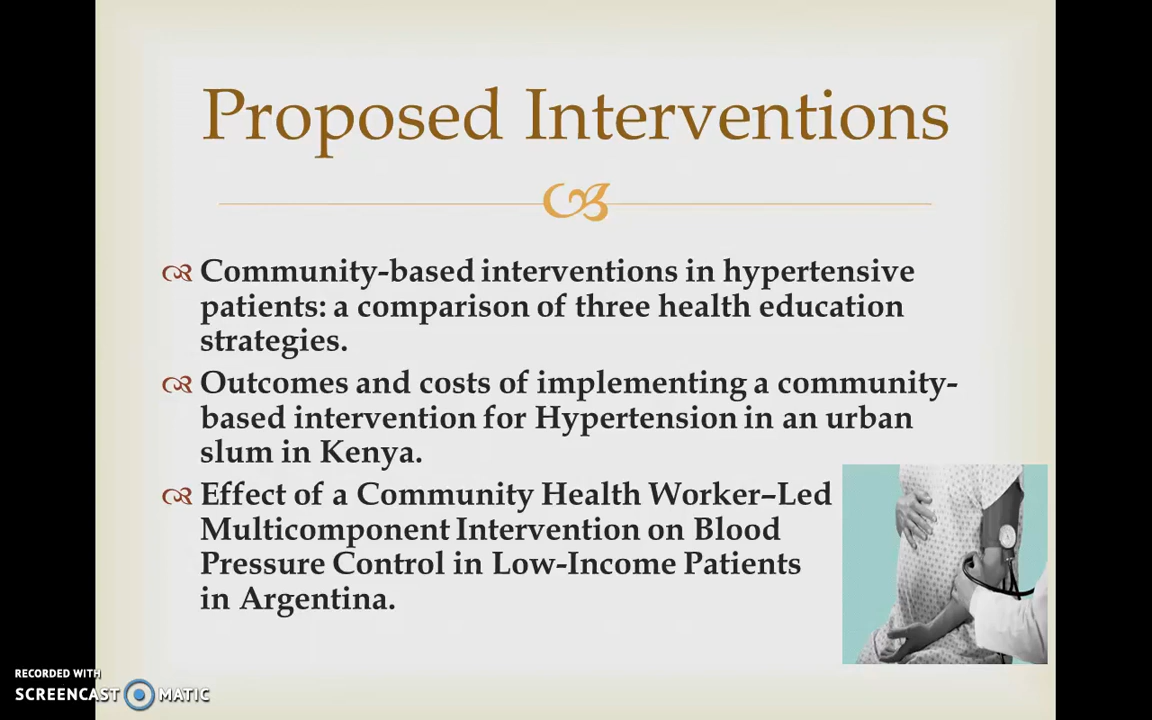 Proposed Interventions
Community-based interventions in hypertensive
patients: a comparison of three health education
strategies.
Outcomes and costs of implementing a community-
based intervention for Hypertension in an urban
slum in Kenya.
Effect of a Community Health Worker–Led
Multicomponent Intervention on Blood
Pressure Control in Low-Income Patients
in Argentina.
RECORDED WITH
SCREENCAST MATIC